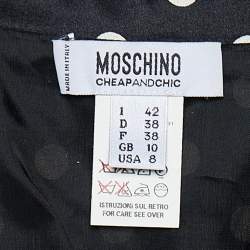 MADE IN ITALY
MOSCHINO
CHEAPANDCHIC
I 42
D 38
F 38
GB 10
USA 8
ISTRUZIONI SUL RETRO
FOR CARE SEE OVER